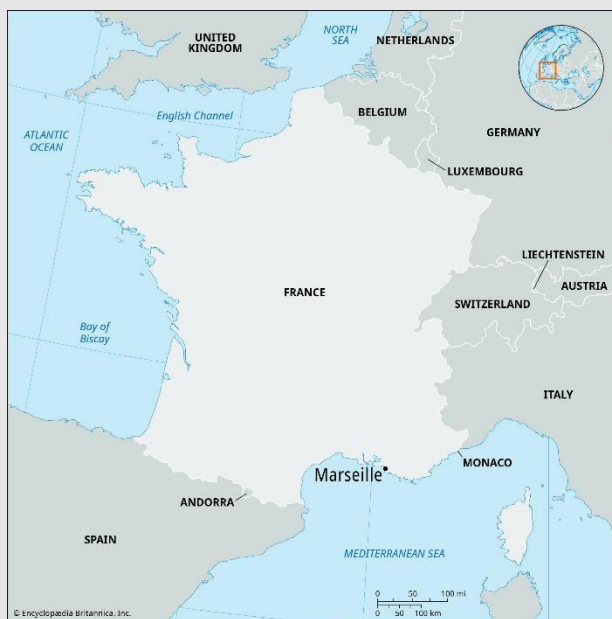 UNITED
KINGDOM
NORTH
SEA
NETHERLANDS
English Channel
BELGIUM
ATLANTIC
OCEAN
GERMANY
LUXEMBOURG
LIECHTENSTEIN
FRANCE
AUSTRIA
SWITZERLAND
Bay of
Biscay
ITALY
MONACO
Marseille
ANDORRA
SPAIN
MEDITERRANEAN SEA
0 50 100 mi
0 50 100 km
© Encyclopædia Britannica, Inc.